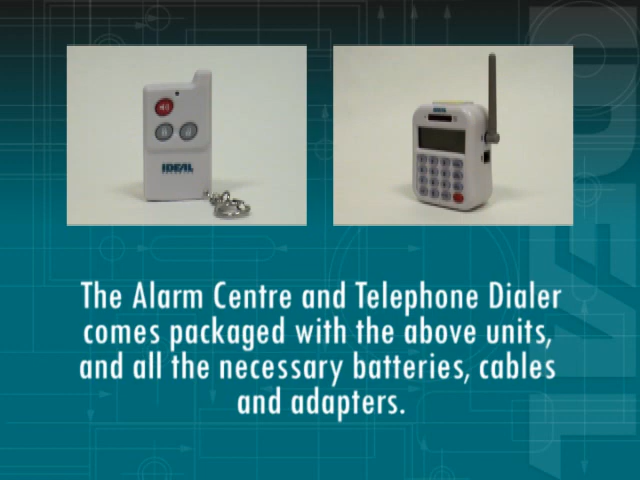 IDEAL
IDEAL
The Alarm Centre and Telephone Dialer
comes packaged with the above units,
and all the necessary batteries, cables
and adapters.
IDEAL